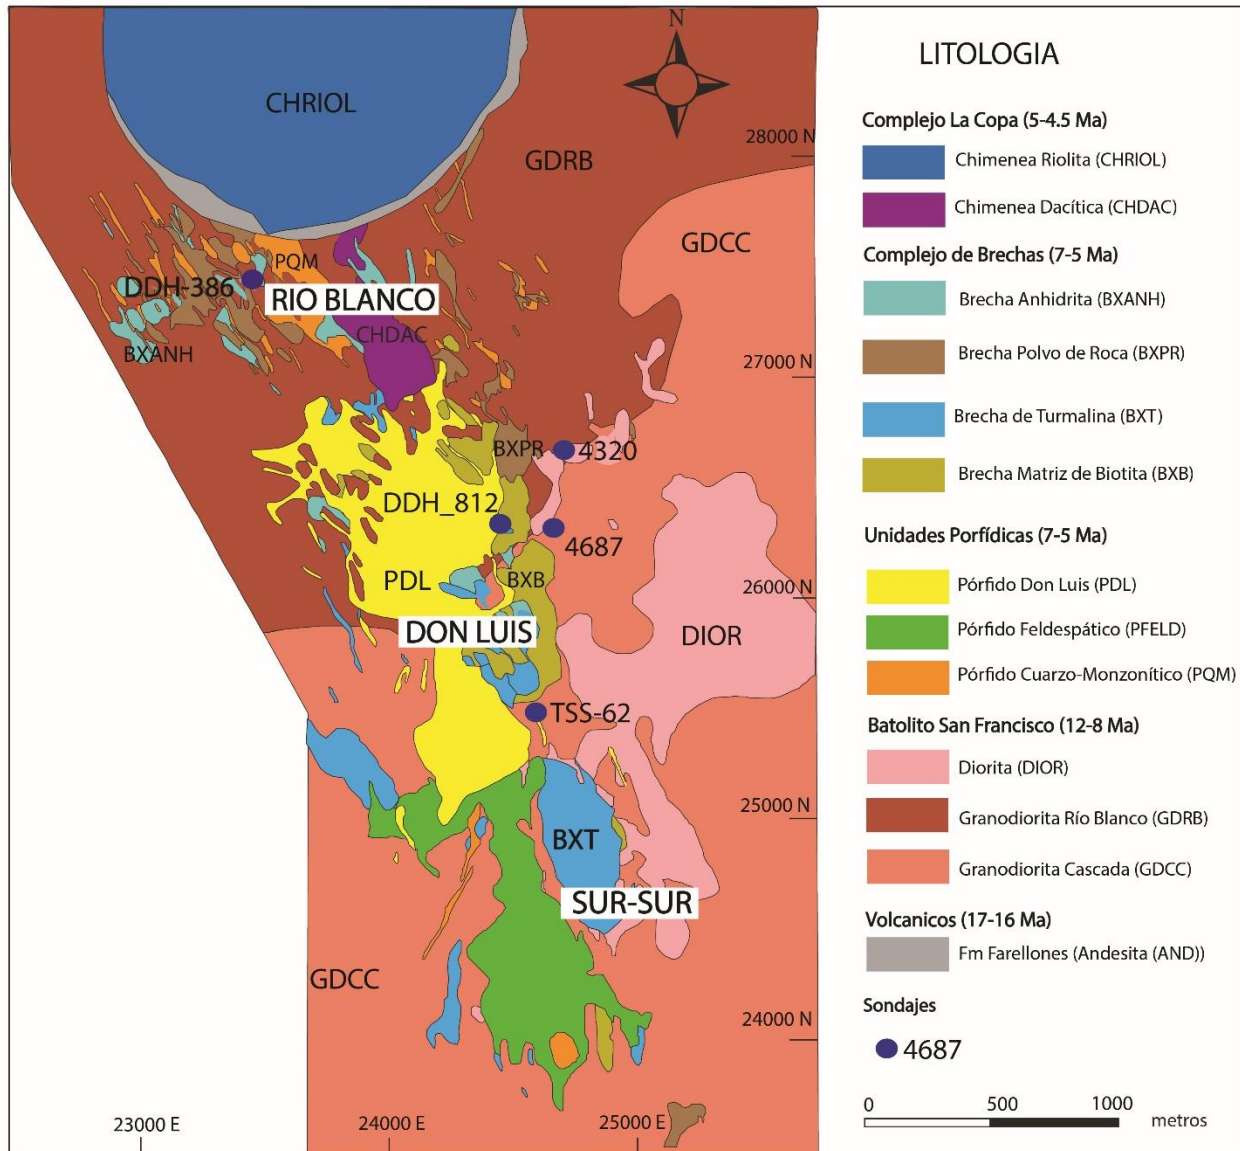 N
CHRIOL
28000 N
GDRB
GDCC
PQM
DDH-386
RIO BLANCO
CHDAC
BXANH
27000 N
BXPR
4320
DDH_812
4687
PDL
BXB
26000 N
DON LUIS
DIOR
TSS-62
25000 N
BXT
SUR-SUR
GDCC
24000 N
23000 E
24000 E
25000 E
LITOLOGIA
Complejo La Copa (5-4.5 Ma)
Chimenea Riolita (CHRIOL)
Chimenea Dacítica (CHDAC)
Complejo de Brechas (7-5 Ma)
Brecha Anhidrita (BXANH)
Brecha Polvo de Roca (BXPR)
Brecha de Turmalina (BXT)
Brecha Matriz de Biotita (BXB)
Unidades Porfídicas (7-5 Ma)
Pórfido Don Luis (PDL)
Pórfido Feldespático (PFELD)
Pórfido Cuarzo-Monzonítico (PQM)
Batolito San Francisco (12-8 Ma)
Diorita (DIOR)
Granodiorita Río Blanco (GDRB)
Granodiorita Cascada (GDCC)
Volcanicos (17-16 Ma)
Fm Farellones (Andesita (AND))
Sondajes
4687
0 500 1000
metros